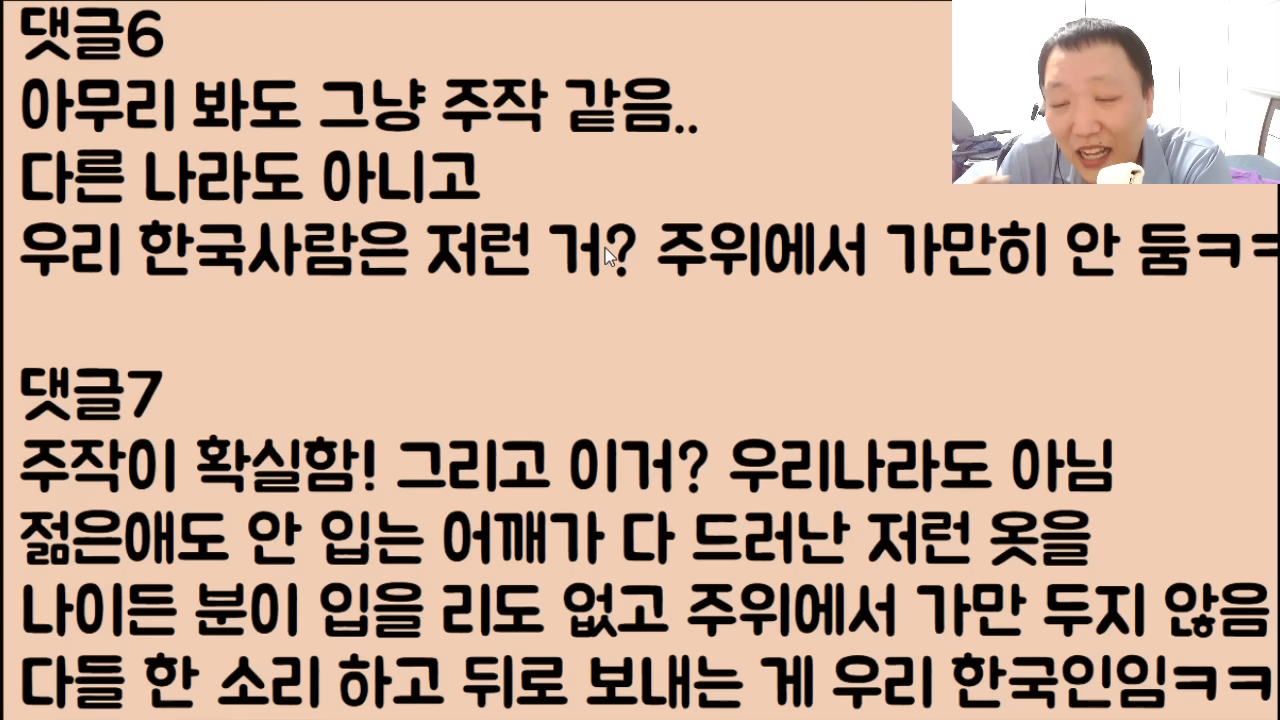 댓글6
아무리 봐도 그냥 주작 같음..
다른 나라도 아니고
우리 한국사람은 저런 거? 주위에서 가만히 안 둠ㅋㅋ
댓글7
주작이 확실함! 그리고 이거? 우리나라도 아님
젊은애도 안 입는 어깨가 다 드러난 저런 옷을
나이든 분이 입을 리도 없고 주위에서 가만 두지 않음
다들 한 소리 하고 뒤로 보내는 게 우리 한국인임ㅋㅋ